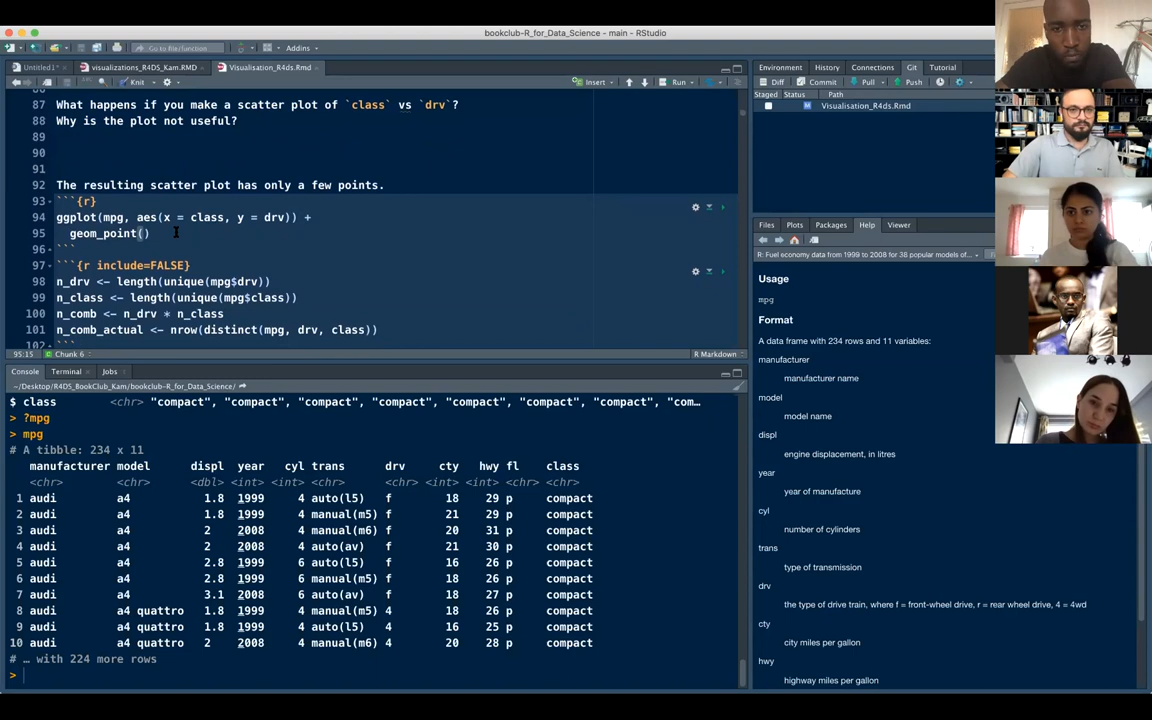 bookclub-R_for_Data_Science - main - RStudio
Go to file/function
Addins
Untitled1*
visualizations_R4DS_Kam.RMD
Visualisation_R4ds.Rmd
Knit
Insert
Run
87 What happens if you make a scatter plot of `class` vs `drv`?
88 Why is the plot not useful?
89
90
91
92 The resulting scatter plot has only a few points.
93 ```{r}
94 ggplot(mpg, aes(x = class, y = drv)) +
95 geom_point()
96 ```
97 ```{r include=FALSE}
98 n_drv <- length(unique(mpg$drv))
99 n_class <- length(unique(mpg$class))
100 n_comb <- n_drv * n_class
101 n_comb_actual <- nrow(distinct(mpg, drv, class))
102 ```
95:15 Chunk 6 R Markdown
Console Terminal Jobs
~/Desktop/R4DS_BookClub_Kam/bookclub-R_for_Data_Science/
$ class <chr> "compact", "compact", "compact", "compact", "compact", "compact", "compact", "com…
> ?mpg
> mpg
# A tibble: 234 x 11
manufacturer model displ year cyl trans drv cty hwy fl class
<chr> <chr> <dbl> <int> <int> <chr> <chr> <int> <int> <chr> <chr>
1 audi a4 1.8 1999 4 auto(l5) f 18 29 p compact
2 audi a4 1.8 1999 4 manual(m5) f 21 29 p compact
3 audi a4 2 2008 4 manual(m6) f 20 31 p compact
4 audi a4 2 2008 4 auto(av) f 21 30 p compact
5 audi a4 2.8 1999 6 auto(l5) f 16 26 p compact
6 audi a4 2.8 1999 6 manual(m5) f 18 26 p compact
7 audi a4 3.1 2008 6 auto(av) f 18 27 p compact
8 audi a4 quattro 1.8 1999 4 manual(m5) 4 18 26 p compact
9 audi a4 quattro 1.8 1999 4 auto(l5) 4 16 25 p compact
10 audi a4 quattro 2 2008 4 manual(m6) 4 20 28 p compact
# … with 224 more rows
>
Environment History Connections Git Tutorial
Diff Commit Pull Push
Staged Status Path
M Visualisation_R4ds.Rmd
Files Plots Packages Help Viewer
R: Fuel economy data from 1999 to 2008 for 38 popular models of…
Usage
mpg
Format
A data frame with 234 rows and 11 variables:
manufacturer
manufacturer name
model
model name
displ
engine displacement, in litres
year
year of manufacture
cyl
number of cylinders
trans
type of transmission
drv
the type of drive train, where f = front-wheel drive, r = rear wheel drive, 4 = 4wd
cty
city miles per gallon
hwy
highway miles per gallon